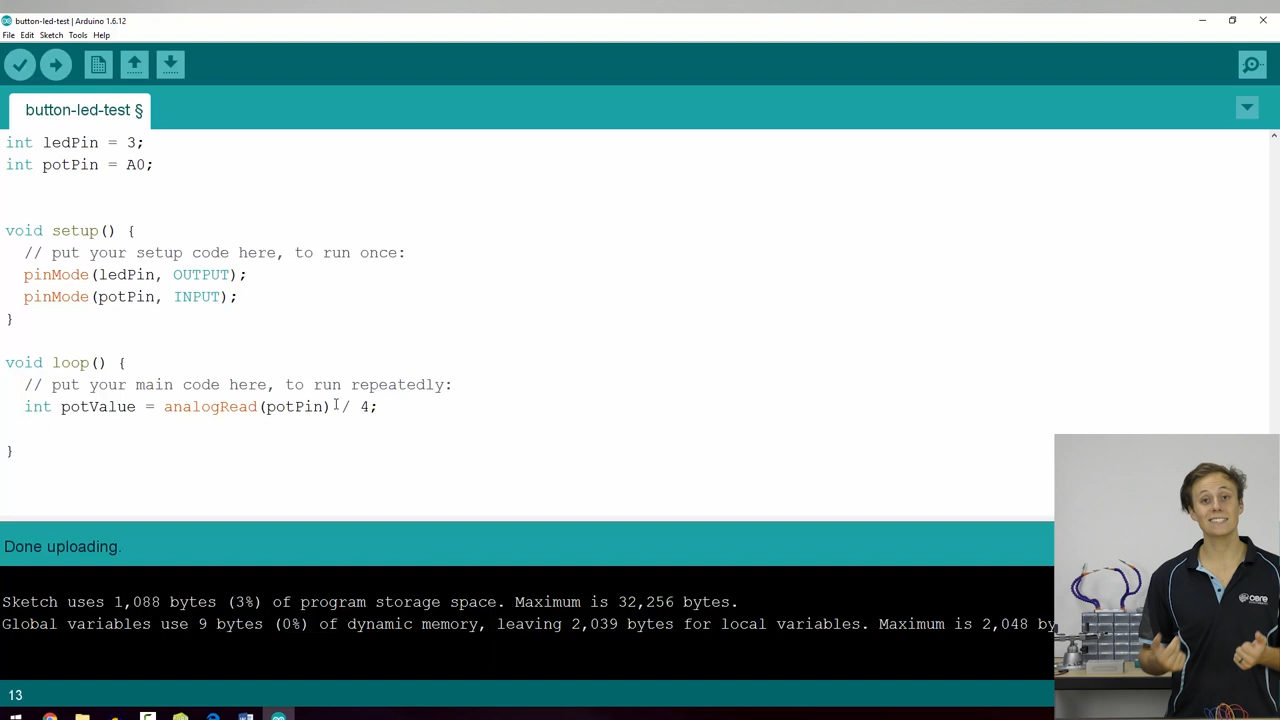 button-led-test | Arduino 1.6.12
File Edit Sketch Tools Help
button-led-test §
int ledPin = 3;
int potPin = A0;
void setup() {
// put your setup code here, to run once:
pinMode(ledPin, OUTPUT);
pinMode(potPin, INPUT);
}
void loop() {
// put your main code here, to run repeatedly:
int potValue = analogRead(potPin) / 4;
}
Done uploading.
Sketch uses 1,088 bytes (3%) of program storage space. Maximum is 32,256 bytes.
Global variables use 9 bytes (0%) of dynamic memory, leaving 2,039 bytes for local variables. Maximum is 2,048 by
13
core